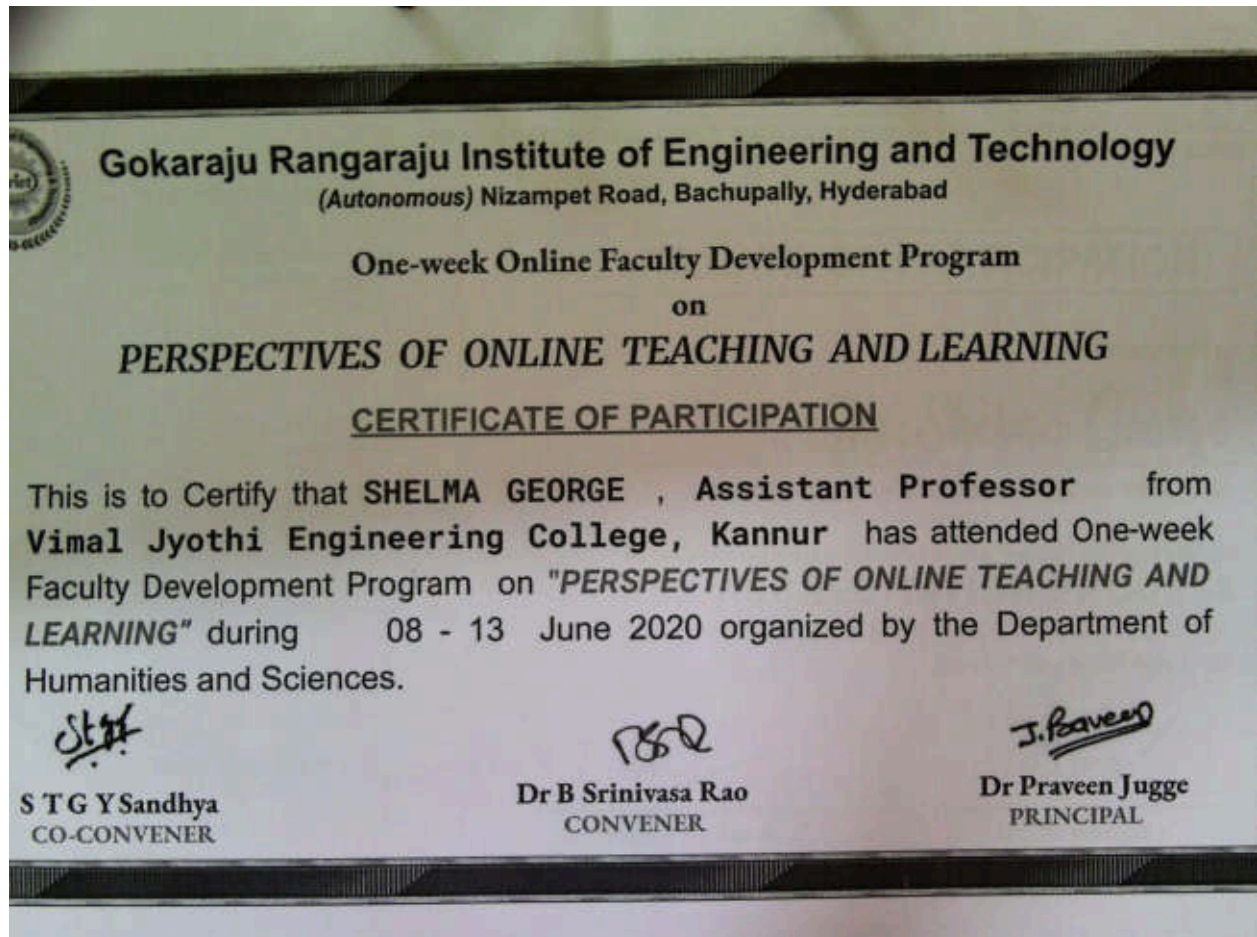 Gokaraju Rangaraju Institute of Engineering and Technology
(Autonomous) Nizampet Road, Bachupally, Hyderabad
One-week Online Faculty Development Program
on
PERSPECTIVES OF ONLINE TEACHING AND LEARNING
CERTIFICATE OF PARTICIPATION
This is to Certify that SHELMA GEORGE , Assistant Professor from
Vimal Jyothi Engineering College, Kannur has attended One-week
Faculty Development Program on "PERSPECTIVES OF ONLINE TEACHING AND
LEARNING" during 08 - 13 June 2020 organized by the Department of
Humanities and Sciences.
J. Praveen
S T G Y Sandhya Dr B Srinivasa Rao Dr Praveen Jugge
CO-CONVENER CONVENER PRINCIPAL